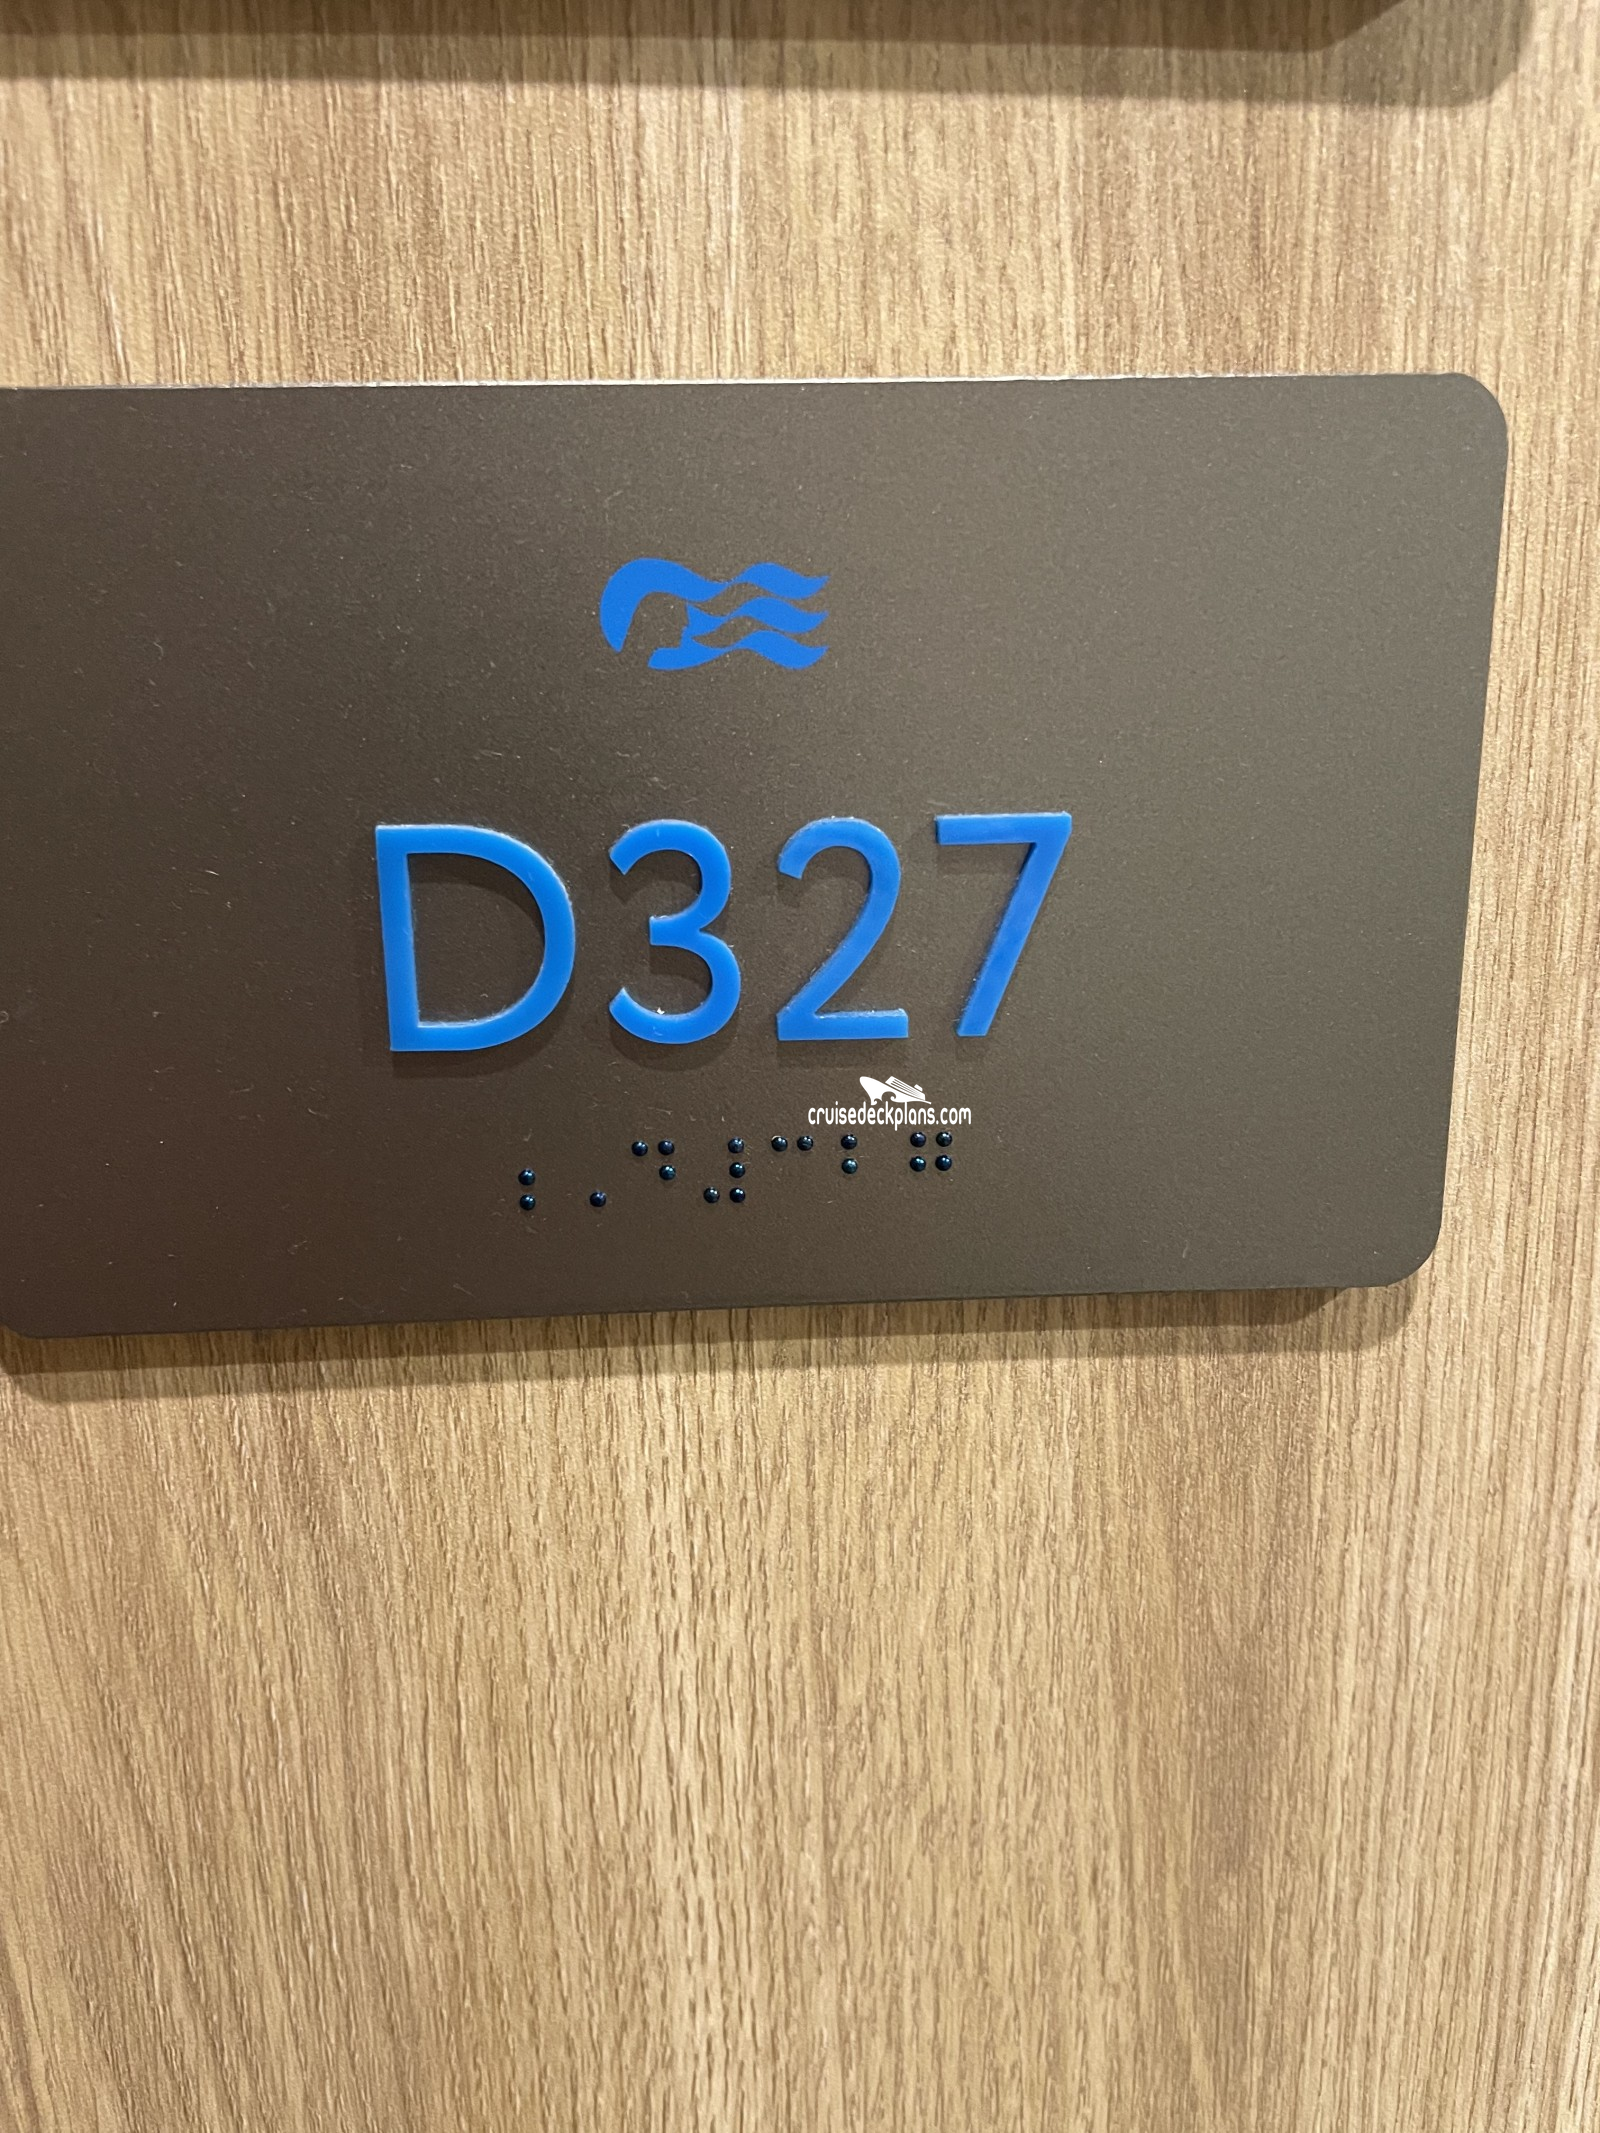 D327
cruisedeckplans.com
⠰⠠⠙⠼⠉⠃⠛